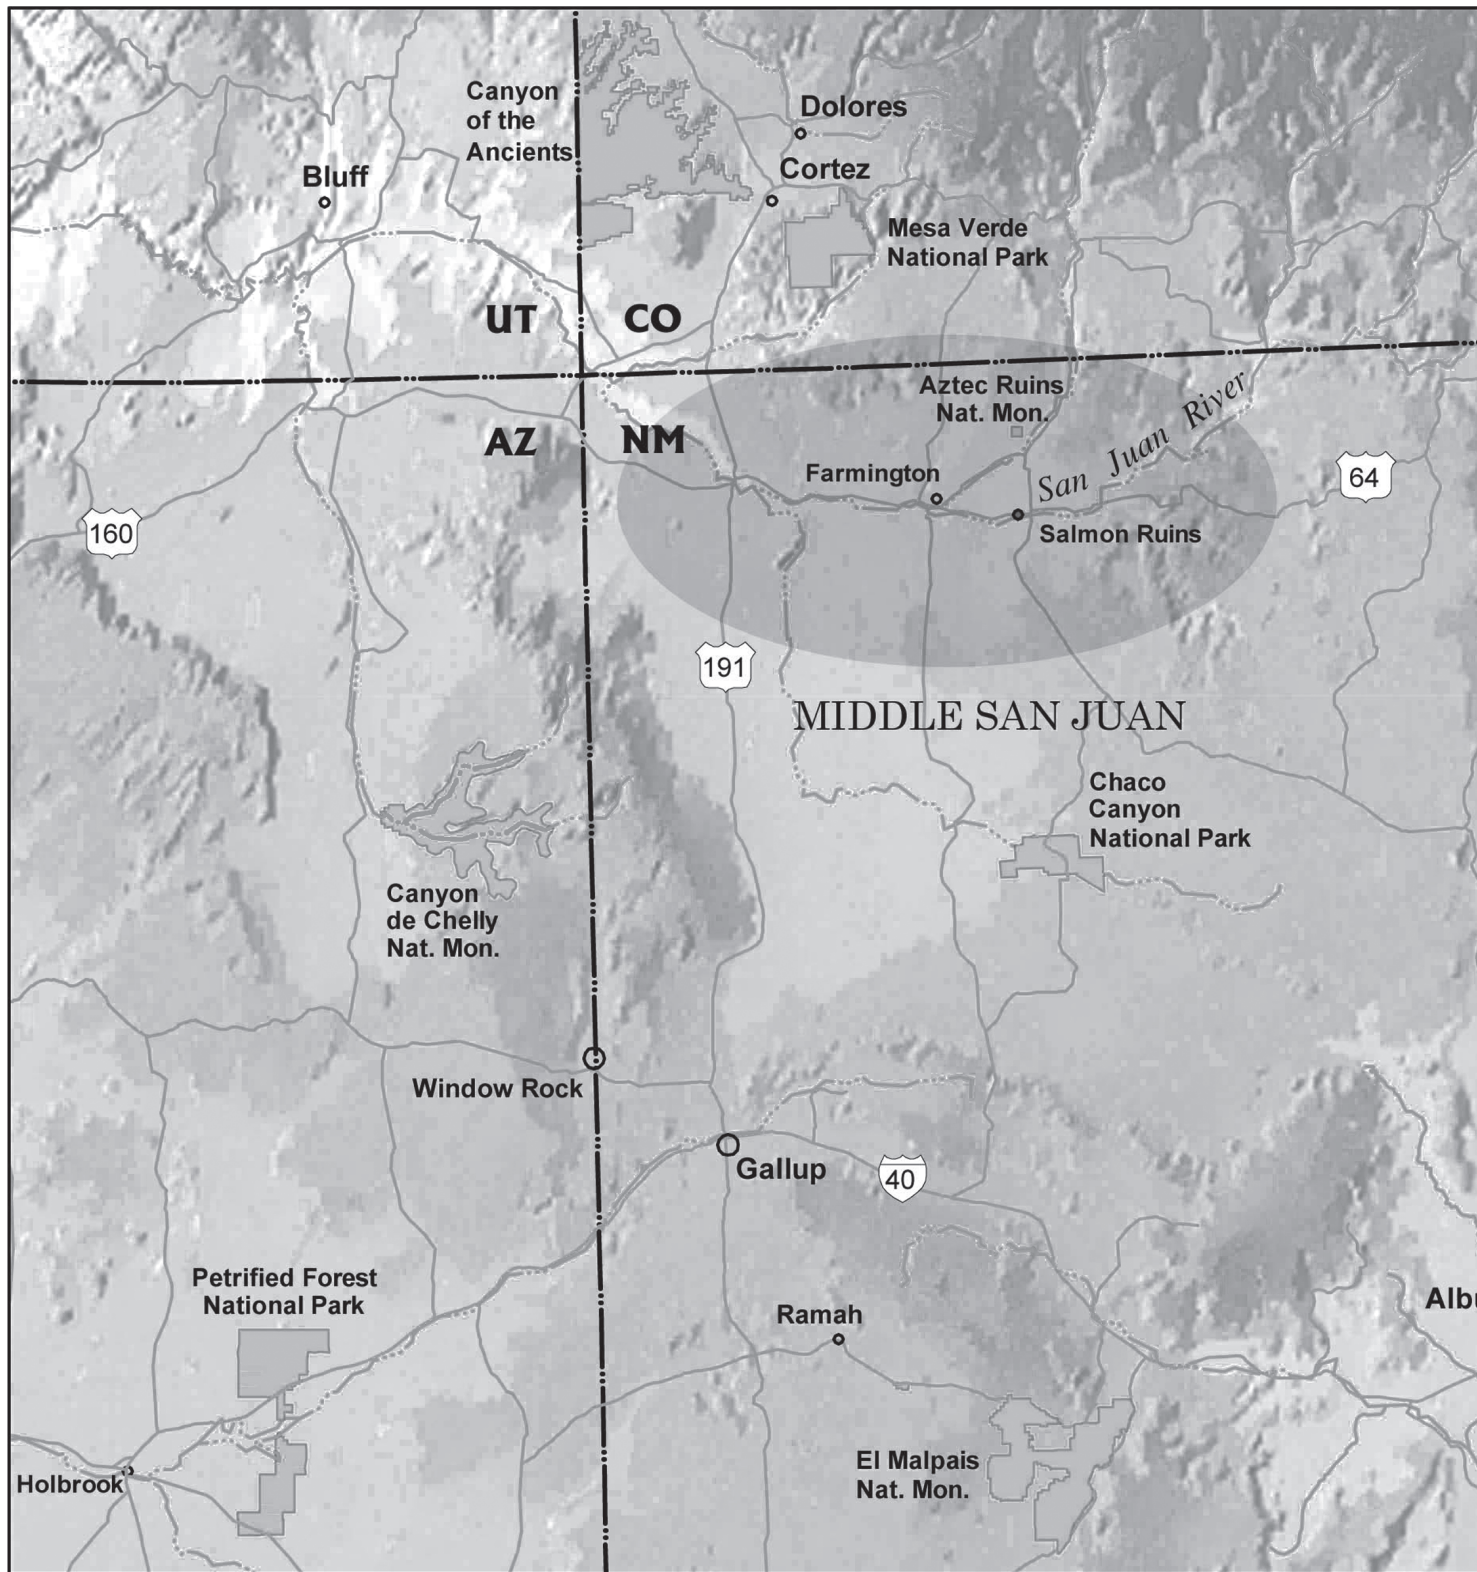 Canyon
of the
Ancients
Dolores
Cortez
Bluff
Mesa Verde
National Park
UT
CO
AZ
NM
Aztec Ruins
Nat. Mon.
San Juan River
Farmington
Salmon Ruins
64
160
191
MIDDLE SAN JUAN
Chaco
Canyon
National Park
Canyon
de Chelly
Nat. Mon.
Window Rock
Gallup
40
Petrified Forest
National Park
Ramah
Albu
El Malpais
Nat. Mon.
Holbrook